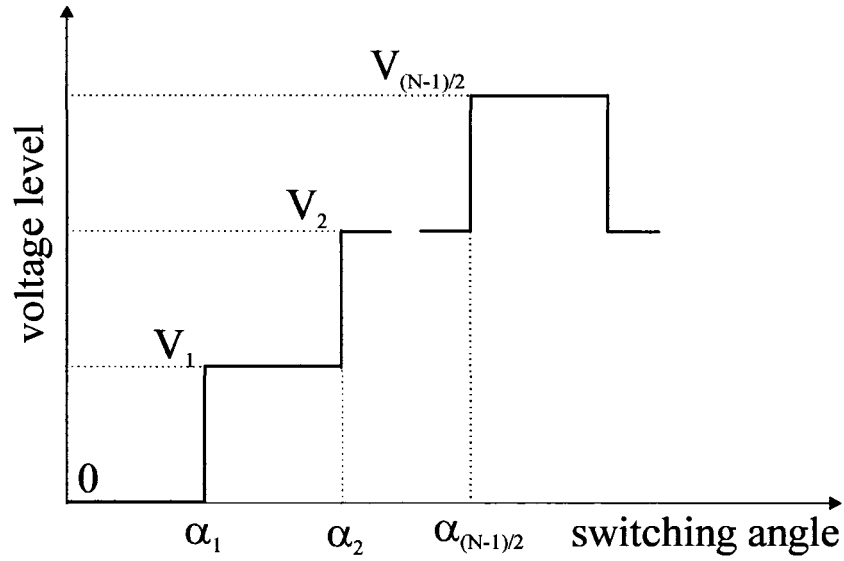 V(N-1)/2
V2
V1
0
voltage level
α1
α2
α(N-1)/2
switching angle